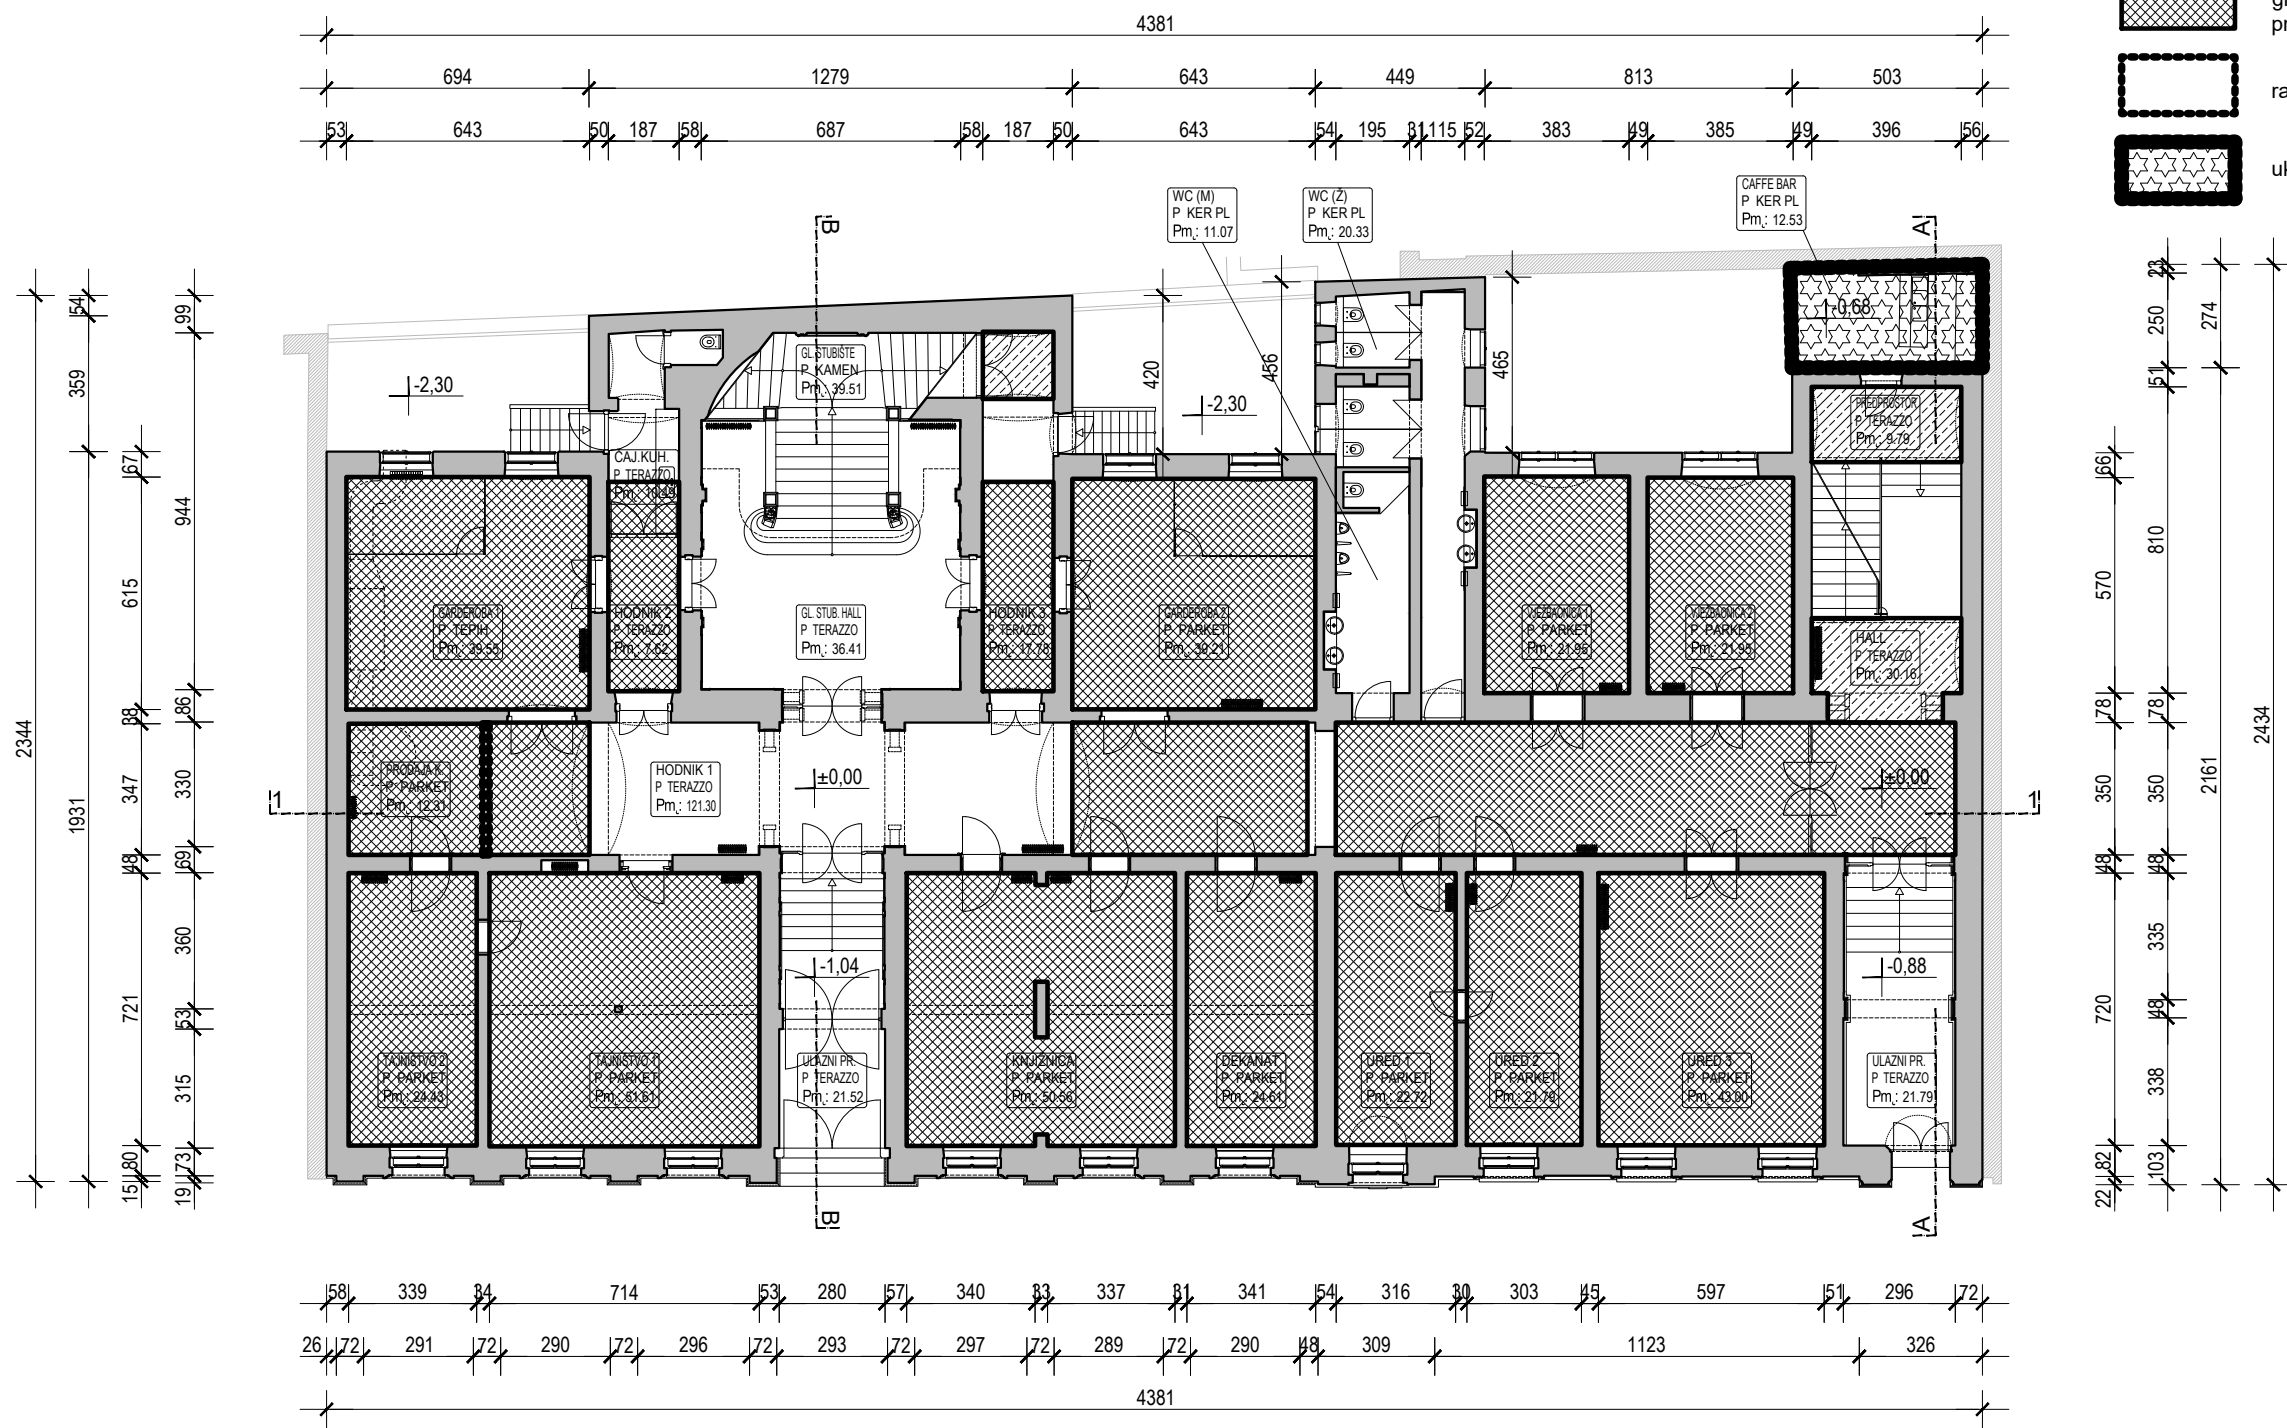 4381
694 1279 643 449 813 503
53 643 50 187 58 687 58 187 50 643 54 195 31 115 52 383 49 385 49 396 56
WC (M)
P KER PL
Pm.: 11.07
WC (Ž)
P KER PL
Pm.: 20.33
CAFFE BAR
P KER PL
Pm.: 12.53
B
A
-0,68
GL.STUBIŠTE
P KAMEN
Pm.: 39.51
-2,30
420
-2,30
456
465
PREDPROSTOR
P TERAZZO
Pm.: 9.79
ČAJ.KUH.
P TERAZZO
Pm.: 10.49
GARDEROBA 1
P TEPIH
Pm.: 39.55
HODNIK 2
P TERAZZO
Pm.: 7.62
GL. STUB. HALL
P TERAZZO
Pm.: 36.41
HODNIK 3
P TERAZZO
Pm.: 17.78
GARDEROBA 2
P PARKET
Pm.: 39.21
VJEŽBAONICA 1
P PARKET
Pm.: 21.95
VJEŽBAONICA 2
P PARKET
Pm.: 21.95
HALL
P TERAZZO
Pm.: 30.16
PRODAJA K.
P PARKET
Pm.: 12.31
HODNIK 1
P TERAZZO
Pm.: 121.30
±0,00
±0,00
1
1
-1,04
-0,88
TAJNIŠTVO 2
P PARKET
Pm.: 24.43
TAJNIŠTVO 1
P PARKET
Pm.: 51.61
ULAZNI PR.
P TERAZZO
Pm.: 21.52
KNJIŽNICA
P PARKET
Pm.: 50.56
DEKANAT
P PARKET
Pm.: 24.61
URED 1
P PARKET
Pm.: 22.72
URED 2
P PARKET
Pm.: 21.79
URED 3
P PARKET
Pm.: 43.00
ULAZNI PR.
P TERAZZO
Pm.: 21.79
B
A
2344
54 359 1931
67 615 38 347 48 721 80 15
99 944 86 330 69 360 53 315 73 19
66 570 78 350 48 720 82 22
23 250 51 810 78 350 48 335 48 338 103
274 2161
2434
58 339 34 714 53 280 57 340 33 337 31 341 54 316 30 303 45 597 51 296 72
26 72 291 72 290 72 296 72 293 72 297 72 289 72 290 48 309 1123 326
4381